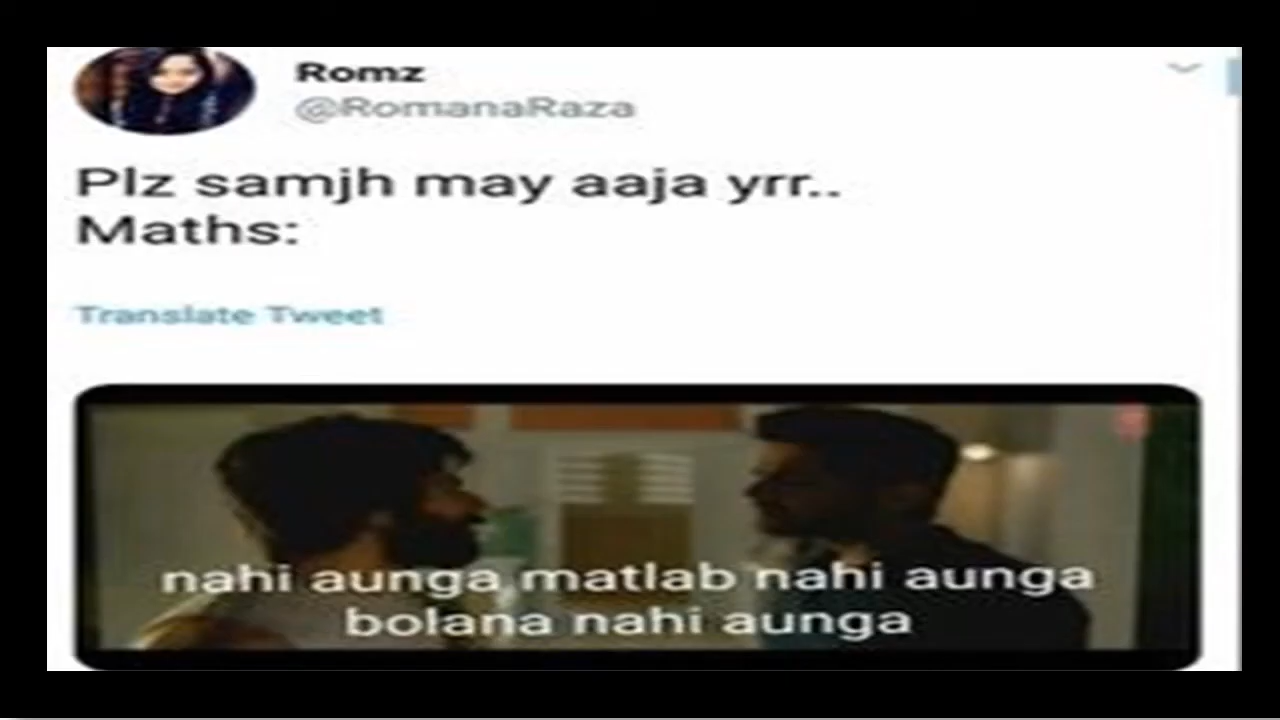 Romz
@RomanaRaza
Plz samjh may aaja yrr..
Maths:
Translate Tweet
nahi aunga matlab nahi aunga
bolana nahi aunga